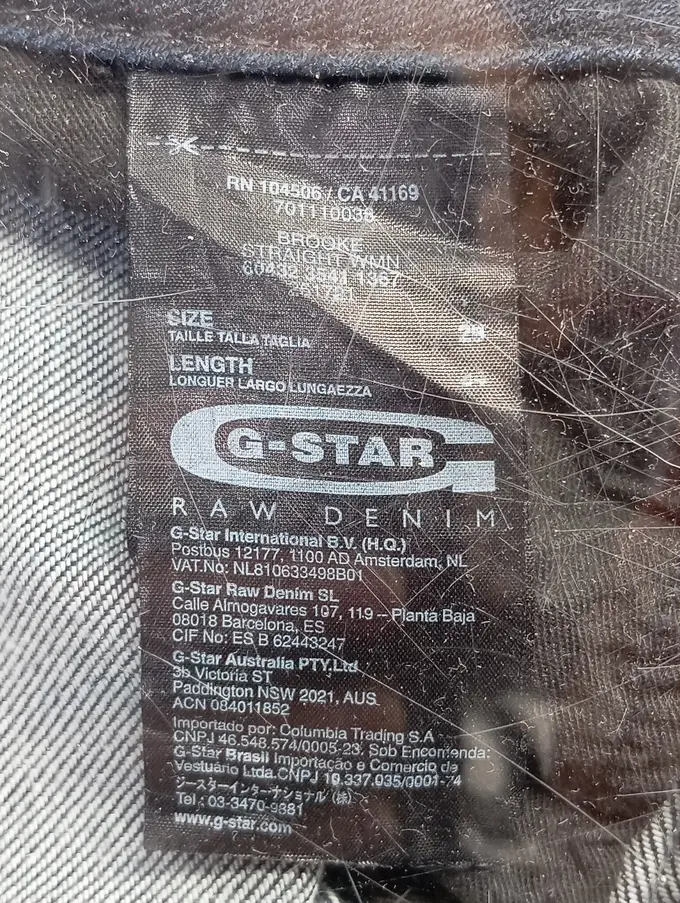 RN 104506 / CA 41169
701110036
BROOKE
STRAIGHT WMN
60432.3541.1367
SIZE
TAILLE TALLA TAGLIA
LENGTH
LONGUER LARGO LUNGAEZZA
G-STAR
RAW DENIM
G-Star International B.V. (H.Q.)
Postbus 12177, 1100 AD Amsterdam, NL
VAT.No: NL810633498B01
G-Star Raw Denim SL
Calle Almogavares 107, 119 – Planta Baja
08018 Barcelona, ES
CIF No: ES B 62443247
G-Star Australia PTY.Ltd
3b Victoria ST
Paddington NSW 2021, AUS
ACN 084011852
Importado por: Columbia Trading S.A
CNPJ 46.548.574/0005-23. Sob Encomenda:
G-Star Brasil Importação e Comercio de
Vestuário Ltda.CNPJ 10.337.035/0001-74
ジースターインターナショナル (株)
Tel : 03-3470-9381
www.g-star.com